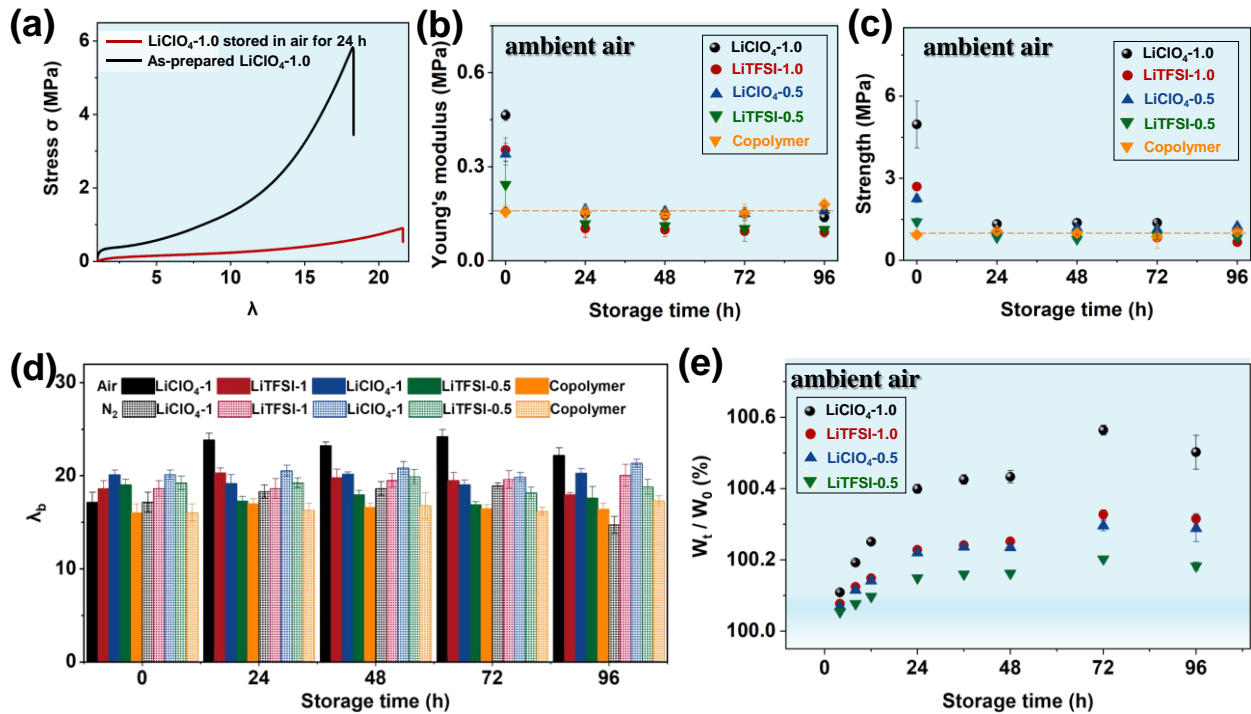 (a)
Stress σ (MPa)
6
4
2
0
LiClO₄-1.0 stored in air for 24 h
As-prepared LiClO₄-1.0
5
10
15
20
λ
(b)
ambient air
Young's modulus (MPa)
0.6
0.3
0.0
LiClO₄-1.0
LiTFSI-1.0
LiClO₄-0.5
LiTFSI-0.5
Copolymer
0
24
48
72
96
Storage time (h)
(c)
ambient air
Strength (MPa)
6
3
0
LiClO₄-1.0
LiTFSI-1.0
LiClO₄-0.5
LiTFSI-0.5
Copolymer
0
24
48
72
96
Storage time (h)
(d)
λb
30
20
10
0
Air LiClO₄-1 LiTFSI-1 LiClO₄-1 LiTFSI-0.5 Copolymer
N₂ LiClO₄-1 LiTFSI-1 LiClO₄-1 LiTFSI-0.5 Copolymer
0
24
48
72
96
Storage time (h)
(e)
ambient air
Wt / W0 (%)
100.6
100.4
100.2
100.0
LiClO₄-1.0
LiTFSI-1.0
LiClO₄-0.5
LiTFSI-0.5
0
24
48
72
96
Storage time (h)